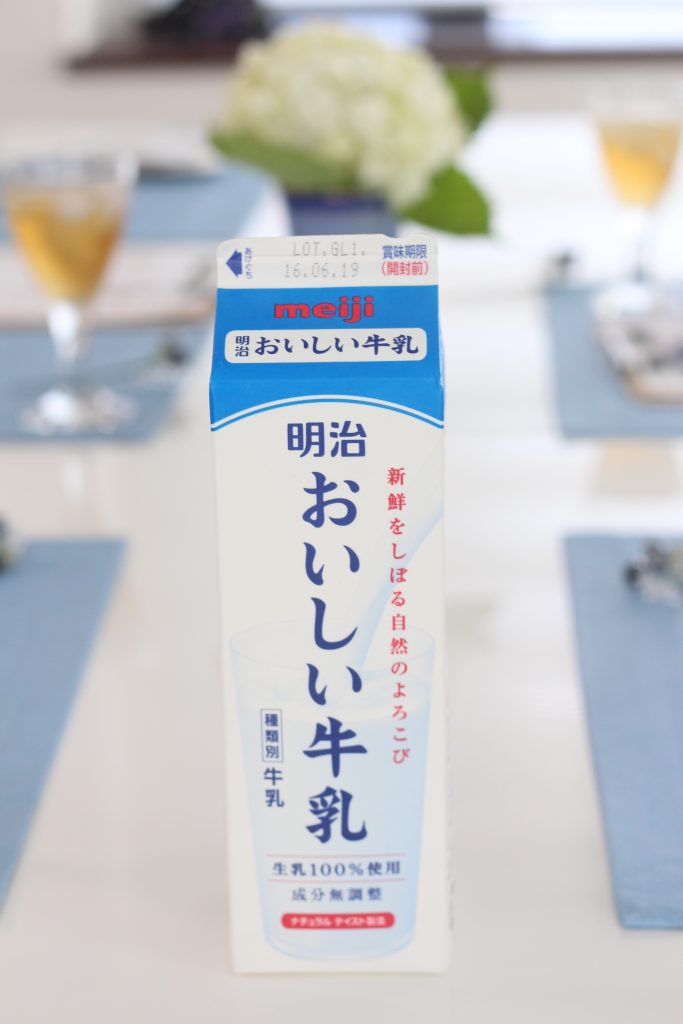 あけぐち
LOT.GL1.
16.06.19
賞味期限
(開封前)
meiji
明治おいしい牛乳
明治
おいしい牛乳
新鮮をしぼる自然のよろこび
種類別
牛乳
生乳100%使用
成分無調整
ナチュラルテイスト製法